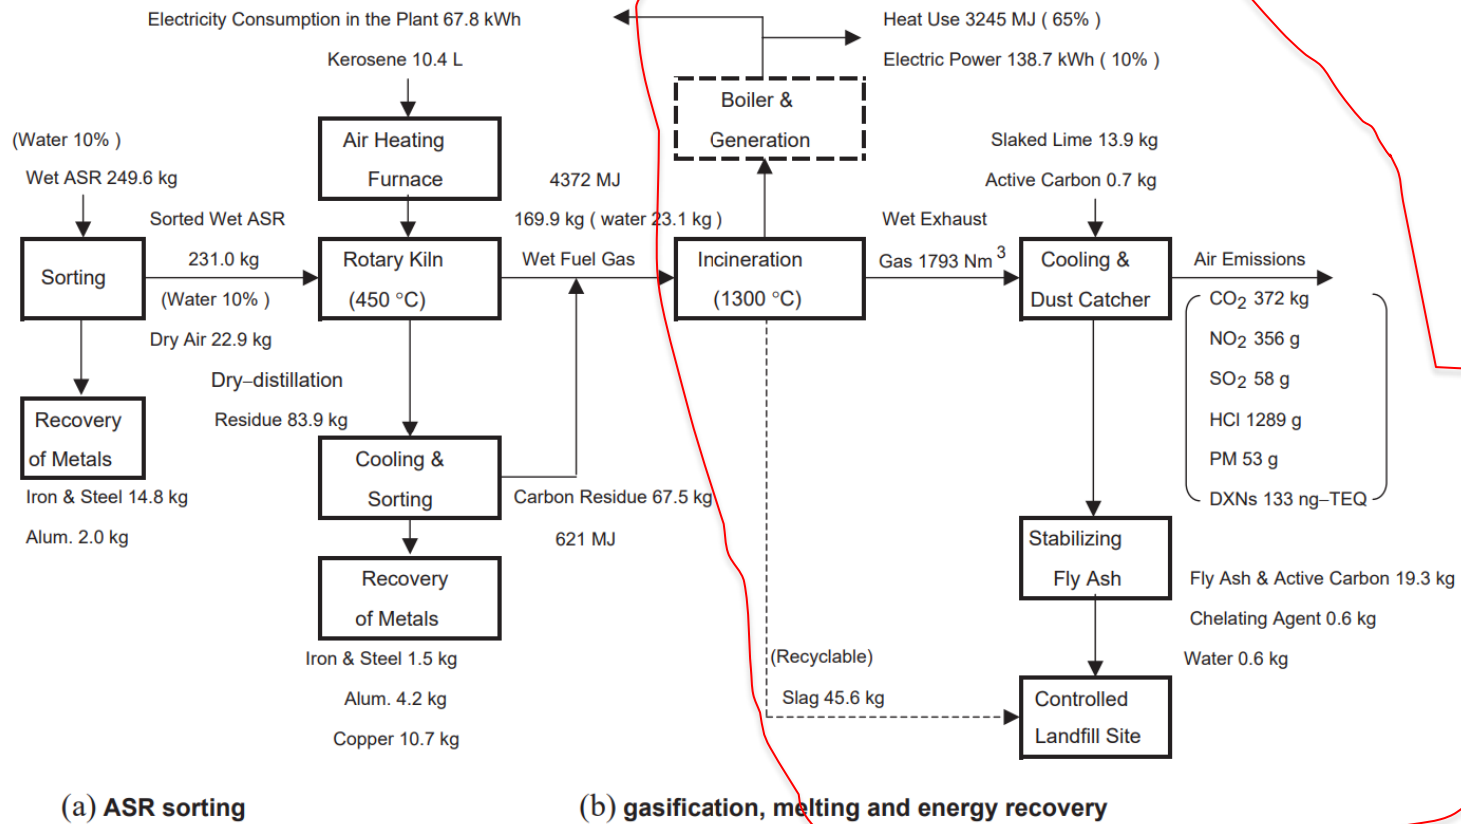 Electricity Consumption in the Plant 67.8 kWh
Heat Use 3245 MJ ( 65% )
Kerosene 10.4 L
Electric Power 138.7 kWh ( 10% )
Boiler &
Generation
(Water 10% )
Wet ASR 249.6 kg
Air Heating
Furnace
Slaked Lime 13.9 kg
Active Carbon 0.7 kg
4372 MJ
169.9 kg ( water 23.1 kg )
Wet Fuel Gas
Sorted Wet ASR
231.0 kg
(Water 10% )
Dry Air 22.9 kg
Sorting
Rotary Kiln
(450 °C)
Incineration
(1300 °C)
Wet Exhaust
Gas 1793 Nm 3
Cooling &
Dust Catcher
Air Emissions
CO2 372 kg
NO2 356 g
SO2 58 g
HCl 1289 g
PM 53 g
DXNs 133 ng–TEQ
Dry–distillation
Residue 83.9 kg
Recovery
of Metals
Iron & Steel 14.8 kg
Alum. 2.0 kg
Cooling &
Sorting
Carbon Residue 67.5 kg
621 MJ
Recovery
of Metals
Iron & Steel 1.5 kg
Alum. 4.2 kg
Copper 10.7 kg
Stabilizing
Fly Ash
Fly Ash & Active Carbon 19.3 kg
Chelating Agent 0.6 kg
Water 0.6 kg
(Recyclable)
Slag 45.6 kg
Controlled
Landfill Site
(a) ASR sorting
(b) gasification, melting and energy recovery